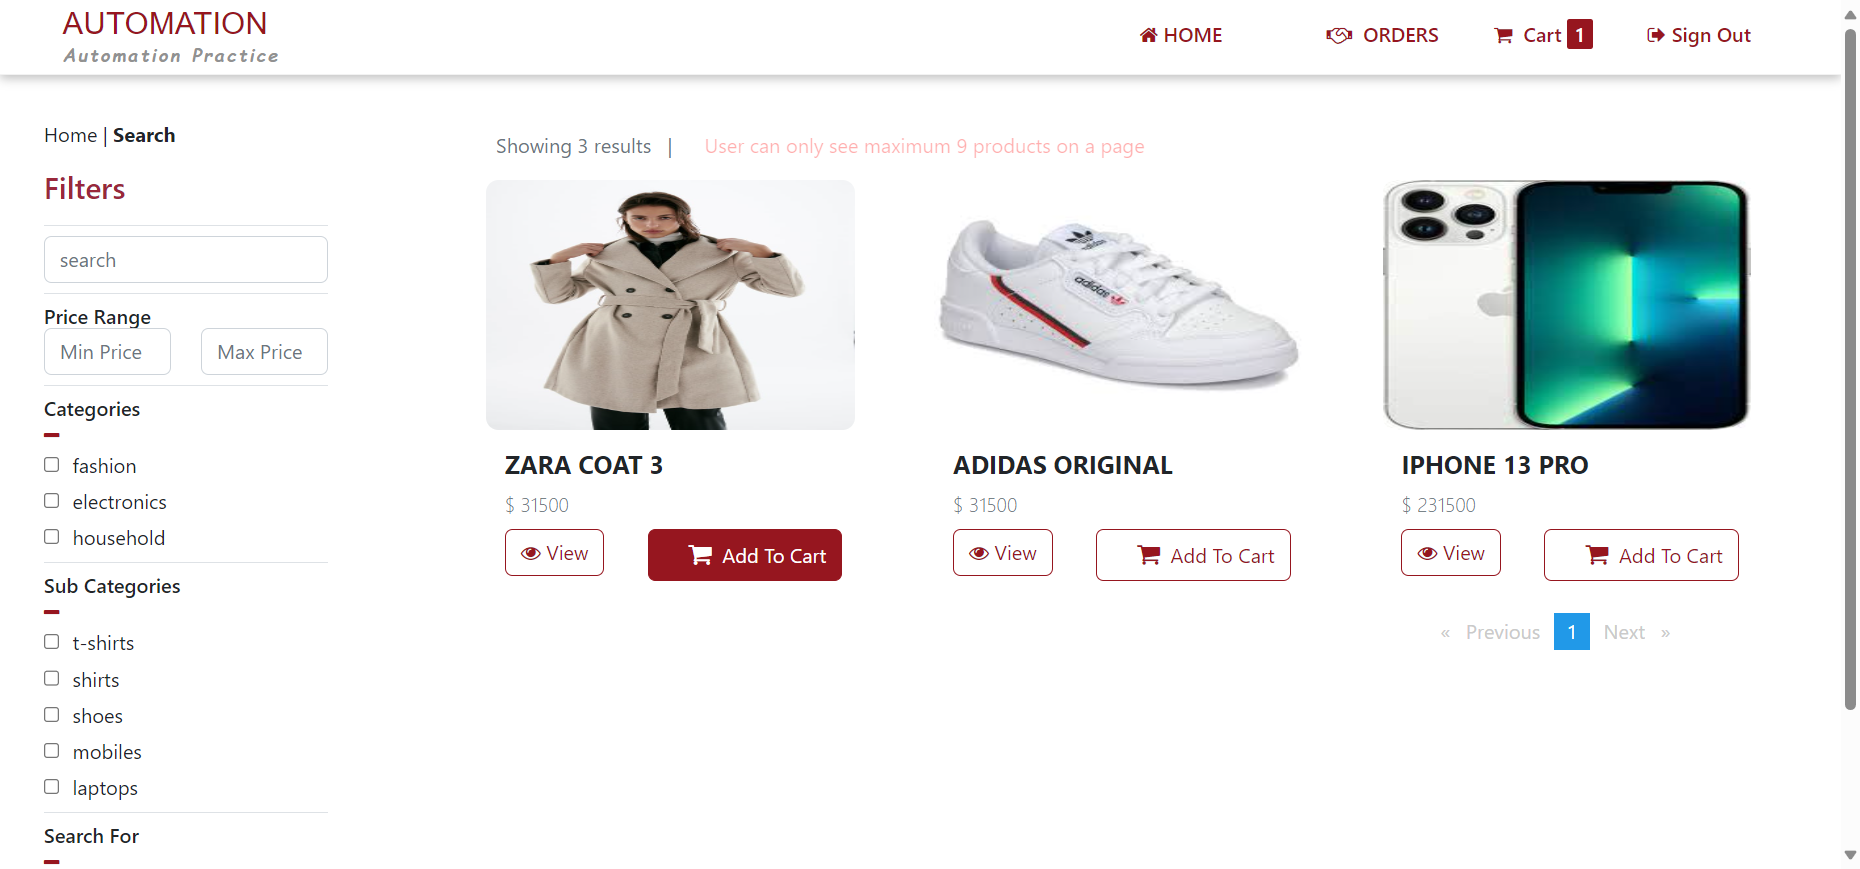 AUTOMATION
Automation Practice
HOME
ORDERS
Cart 1
Sign Out
Home | Search
Filters
search
Price Range
Min Price
Max Price
Categories
fashion
electronics
household
Sub Categories
t-shirts
shirts
shoes
mobiles
laptops
Search For
Showing 3 results | User can only see maximum 9 products on a page
adidas
adidas
ZARA COAT 3
$ 31500
View
Add To Cart
ADIDAS ORIGINAL
$ 31500
View
Add To Cart
IPHONE 13 PRO
$ 231500
View
Add To Cart
« Previous 1 Next »